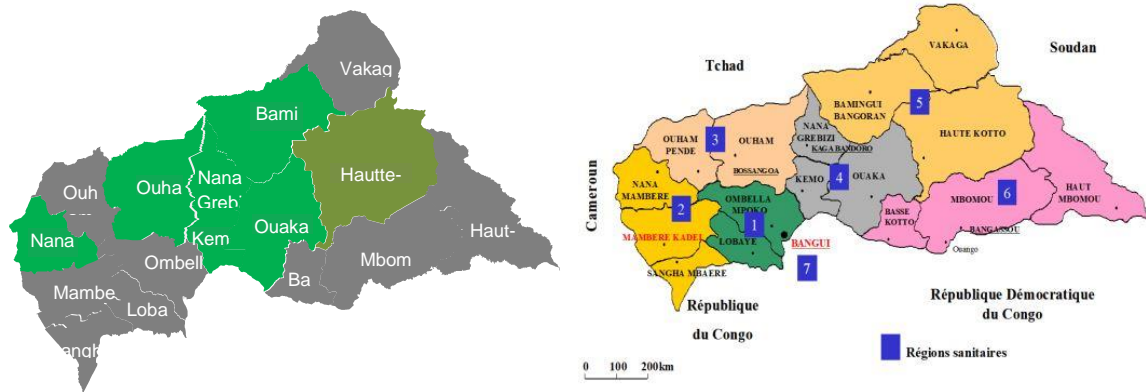 Vakag
Bami
Ouh
Ouha
Nana
Greb
Hautte-
Nana
Ouaka
Kem
Haut-
Ombell
Mbom
Ba
Mambe
Loba
angh
Tchad
Soudan
VAKAGA
BAMINGUI
BANGORAN
5
NANA
GREBIZI
KAGA BANDORO
OUHAM
PENDE
3
OUHAM
BOSSANGOA
HAUTE KOTTO
Cameroun
NANA
MAMBERE
2
KEMO
4
OUAKA
OMBELLA
MPOKO
1
MBOMOU
6
HAUT
MBOMOU
BASSE
KOTTO
BANGASSOU
MAMBERE KADEI
LOBAYE
BANGUI
Ouango
SANGHA MBAERE
7
République
du Congo
République Démocratique
du Congo
Régions sanitaires
0 100 200km